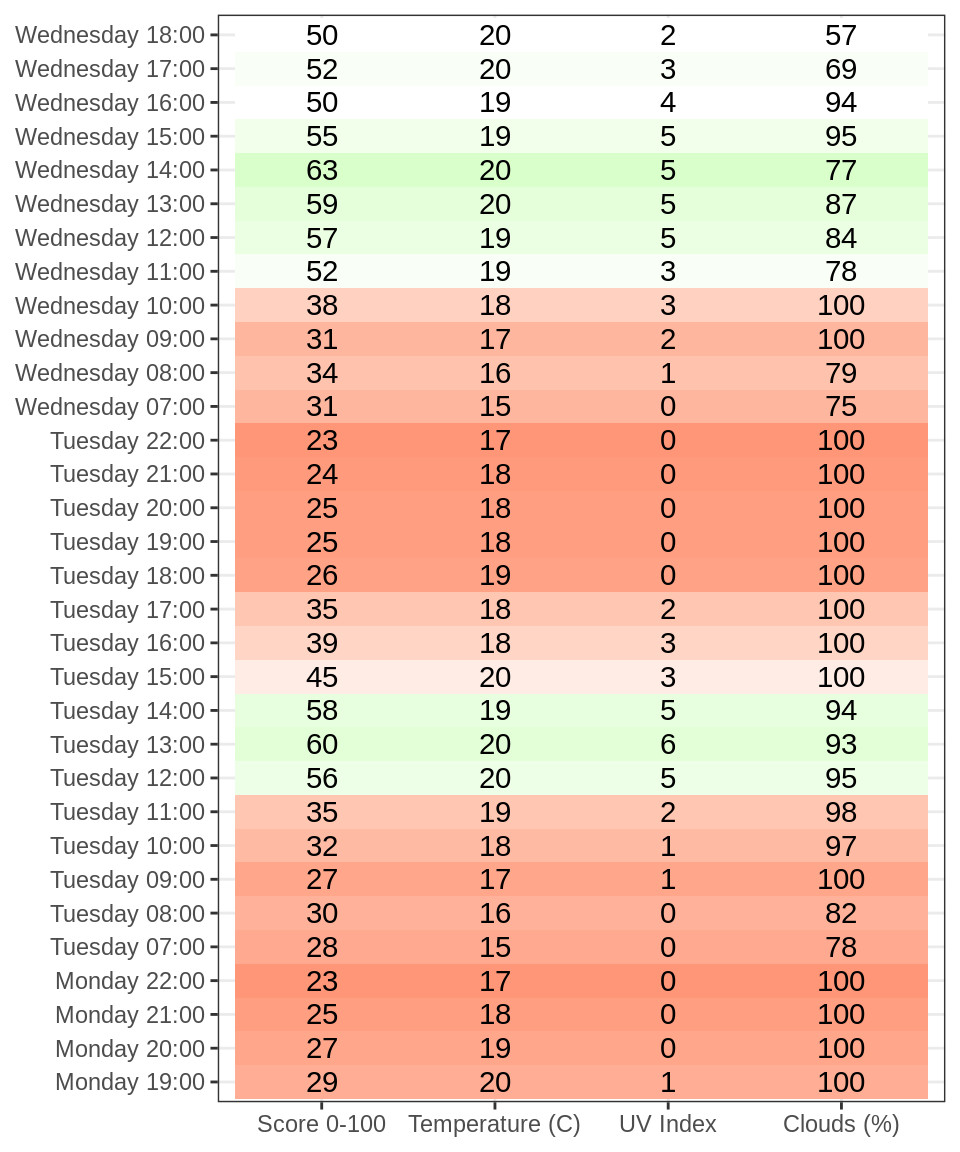 Wednesday 18:00 50 20 2 57
Wednesday 17:00 52 20 3 69
Wednesday 16:00 50 19 4 94
Wednesday 15:00 55 19 5 95
Wednesday 14:00 63 20 5 77
Wednesday 13:00 59 20 5 87
Wednesday 12:00 57 19 5 84
Wednesday 11:00 52 19 3 78
Wednesday 10:00 38 18 3 100
Wednesday 09:00 31 17 2 100
Wednesday 08:00 34 16 1 79
Wednesday 07:00 31 15 0 75
Tuesday 22:00 23 17 0 100
Tuesday 21:00 24 18 0 100
Tuesday 20:00 25 18 0 100
Tuesday 19:00 25 18 0 100
Tuesday 18:00 26 19 0 100
Tuesday 17:00 35 18 2 100
Tuesday 16:00 39 18 3 100
Tuesday 15:00 45 20 3 100
Tuesday 14:00 58 19 5 94
Tuesday 13:00 60 20 6 93
Tuesday 12:00 56 20 5 95
Tuesday 11:00 35 19 2 98
Tuesday 10:00 32 18 1 97
Tuesday 09:00 27 17 1 100
Tuesday 08:00 30 16 0 82
Tuesday 07:00 28 15 0 78
Monday 22:00 23 17 0 100
Monday 21:00 25 18 0 100
Monday 20:00 27 19 0 100
Monday 19:00 29 20 1 100
Score 0-100 Temperature (C) UV Index Clouds (%)